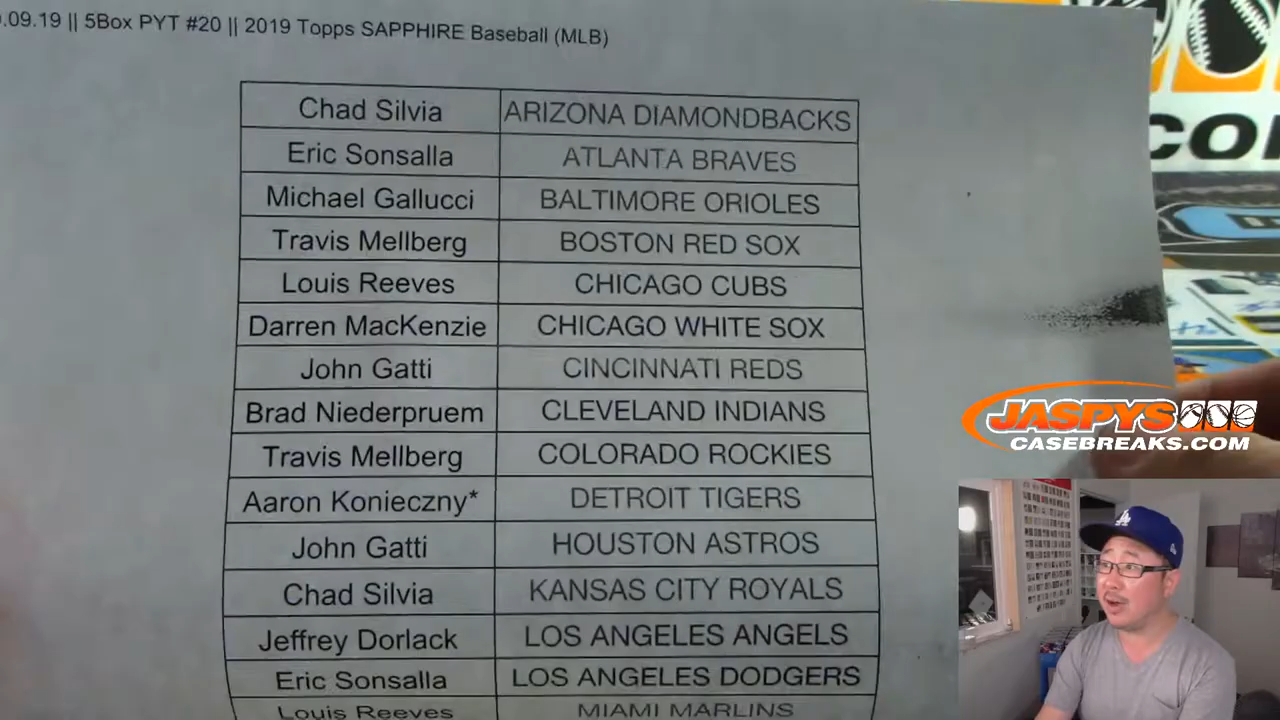 .09.19 || 5Box PYT #20 || 2019 Topps SAPPHIRE Baseball (MLB)
Chad Silvia ARIZONA DIAMONDBACKS
Eric Sonsalla ATLANTA BRAVES
Michael Gallucci BALTIMORE ORIOLES
Travis Mellberg BOSTON RED SOX
Louis Reeves CHICAGO CUBS
Darren MacKenzie CHICAGO WHITE SOX
John Gatti CINCINNATI REDS
Brad Niederpruem CLEVELAND INDIANS
Travis Mellberg COLORADO ROCKIES
Aaron Konieczny* DETROIT TIGERS
John Gatti HOUSTON ASTROS
Chad Silvia KANSAS CITY ROYALS
Jeffrey Dorlack LOS ANGELES ANGELS
Eric Sonsalla LOS ANGELES DODGERS
Louis Reeves MIAMI MARLINS
.COM
JASPYS
CASEBREAKS.COM
LA